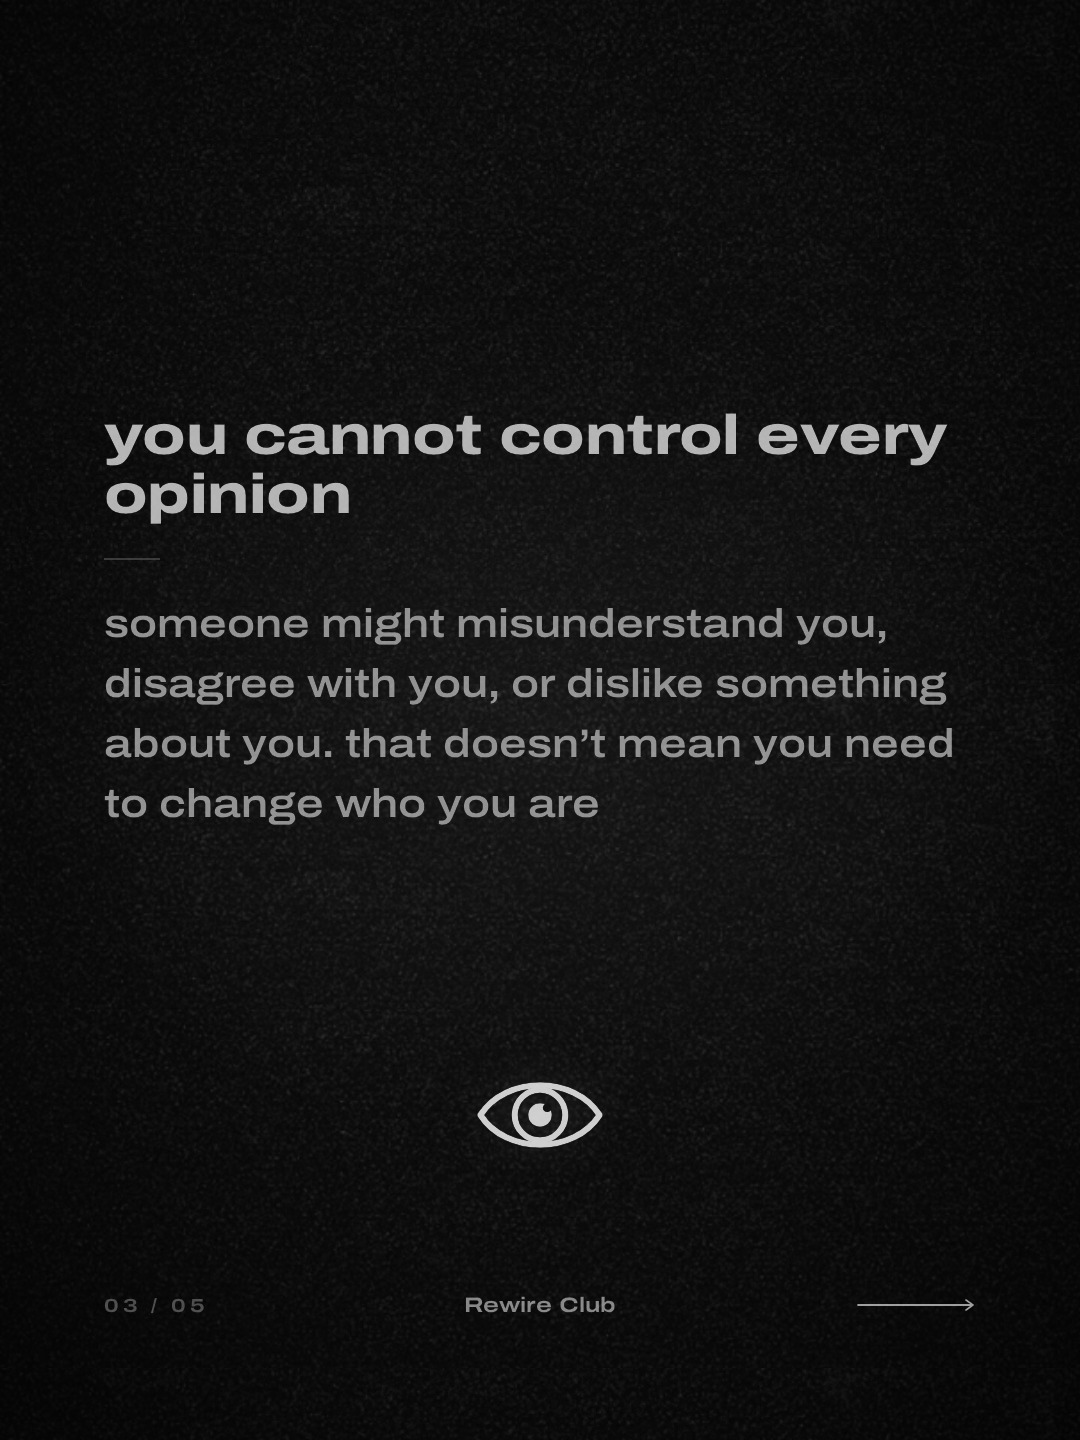 you cannot control every
opinion
someone might misunderstand you,
disagree with you, or dislike something
about you. that doesn’t mean you need
to change who you are
03 / 05
Rewire Club